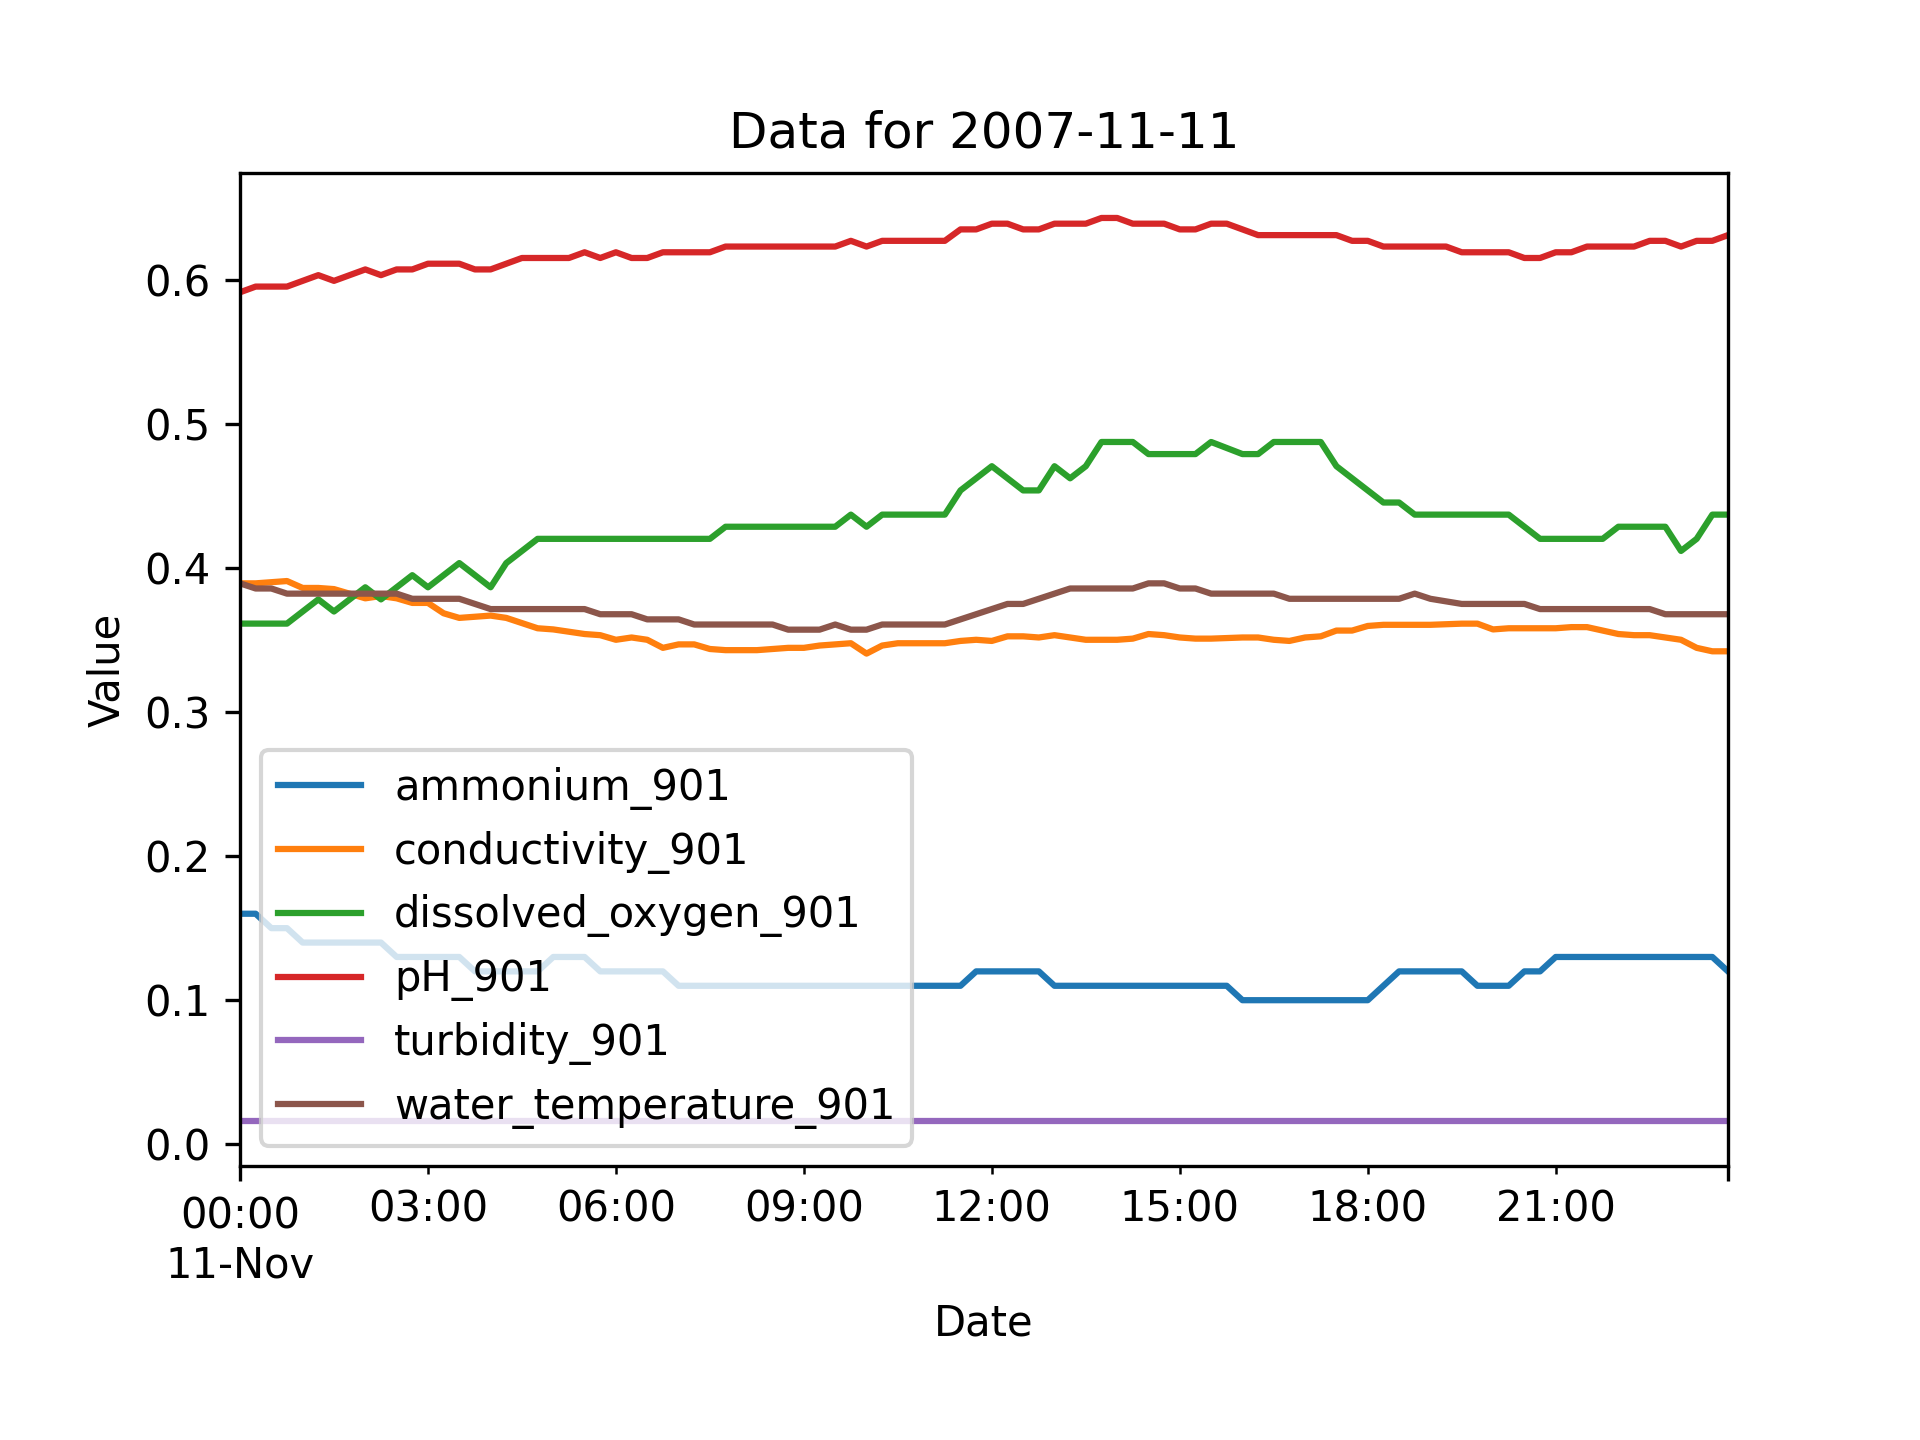 Data for 2007-11-11
Value
0.6
0.5
0.4
0.3
0.2
0.1
0.0
ammonium_901
conductivity_901
dissolved_oxygen_901
pH_901
turbidity_901
water_temperature_901
00:00 03:00 06:00 09:00 12:00 15:00 18:00 21:00
11-Nov
Date